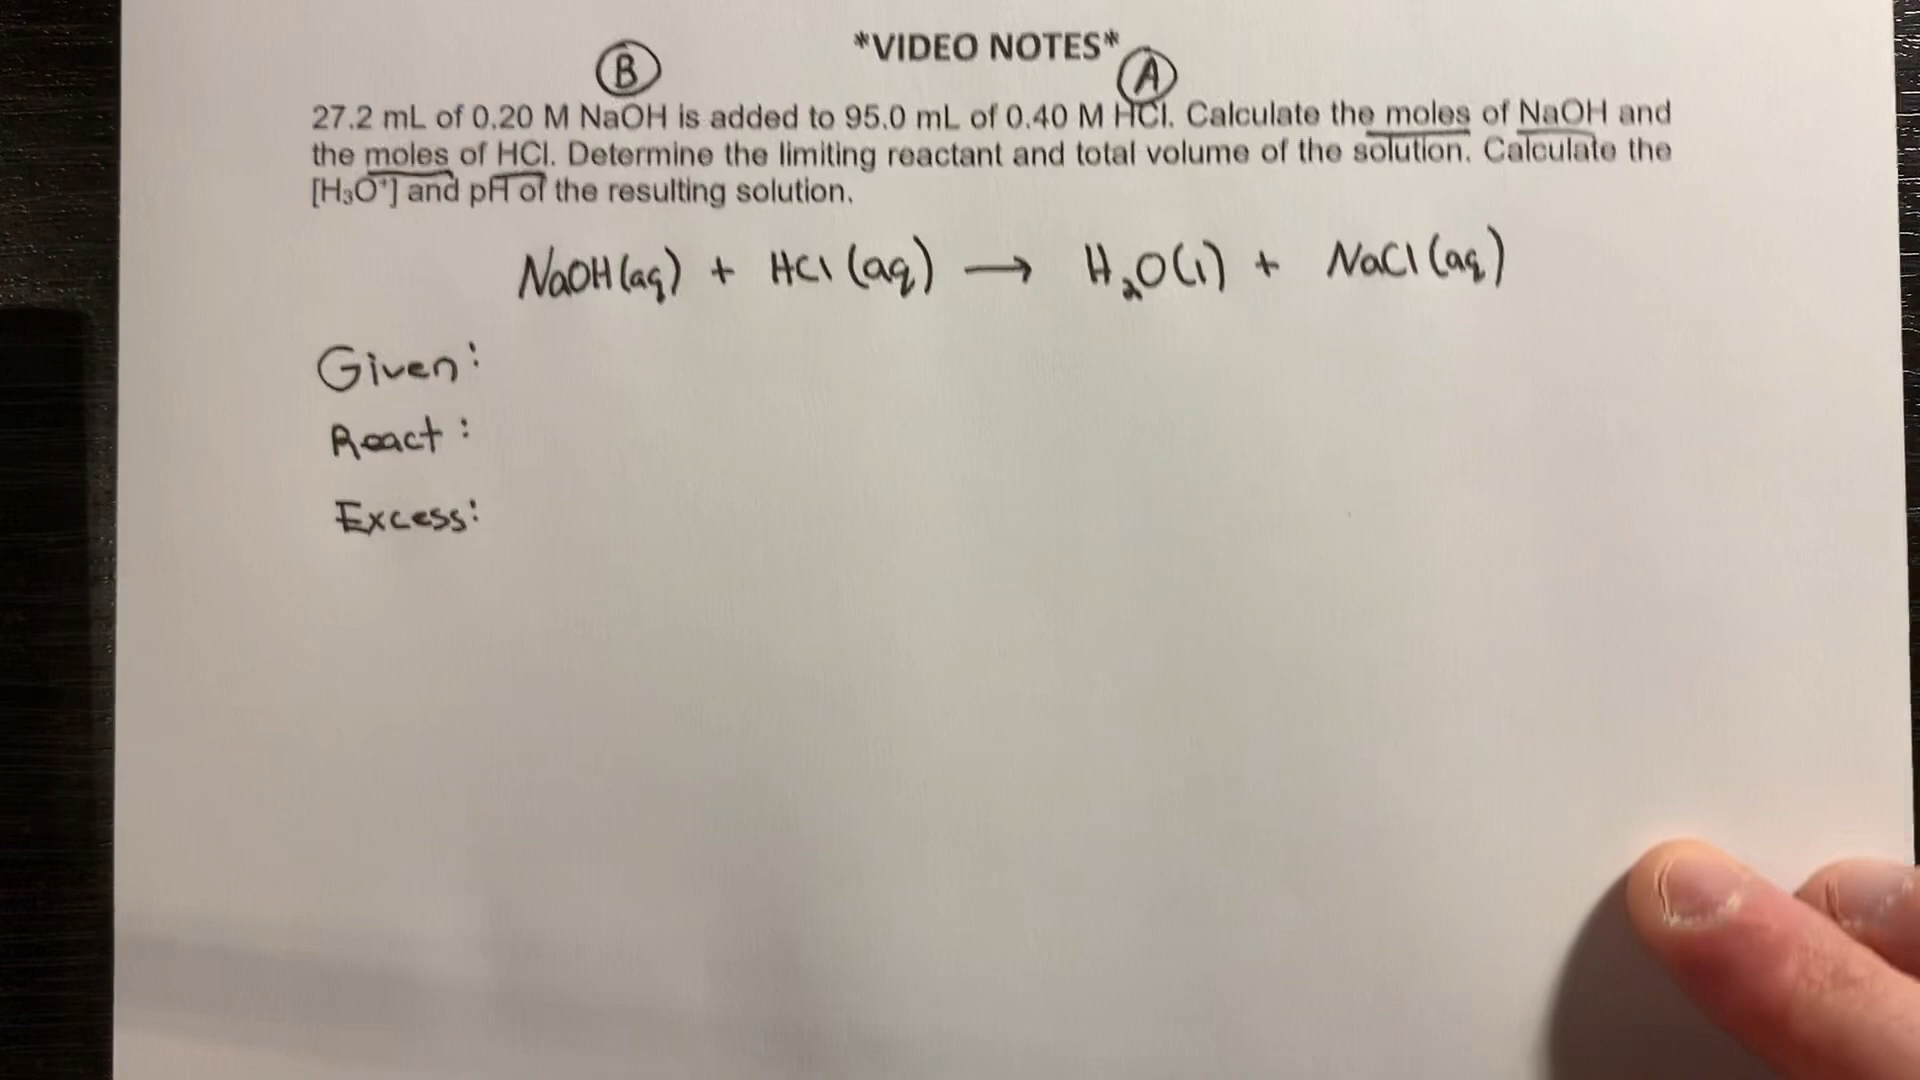 *VIDEO NOTES*
B A
27.2 mL of 0.20 M NaOH is added to 95.0 mL of 0.40 M HCl. Calculate the moles of NaOH and
the moles of HCl. Determine the limiting reactant and total volume of the solution. Calculate the
[H₃O⁺] and pH of the resulting solution.
NaOH(aq) + HCl(aq) → H₂O(l) + NaCl(aq)
Given:
React:
Excess: